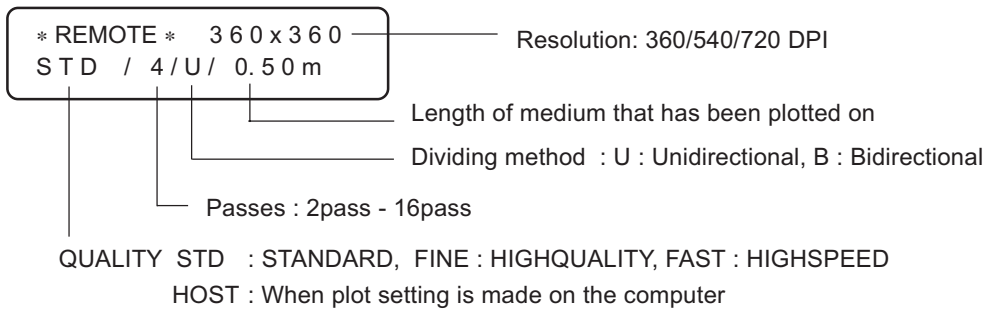 * REMOTE * 360x360
Resolution: 360/540/720 DPI
STD / 4/U/ 0.50m
Length of medium that has been plotted on
Dividing method : U : Unidirectional, B : Bidirectional
Passes : 2pass - 16pass
QUALITY STD : STANDARD, FINE : HIGHQUALITY, FAST : HIGHSPEED
HOST : When plot setting is made on the computer